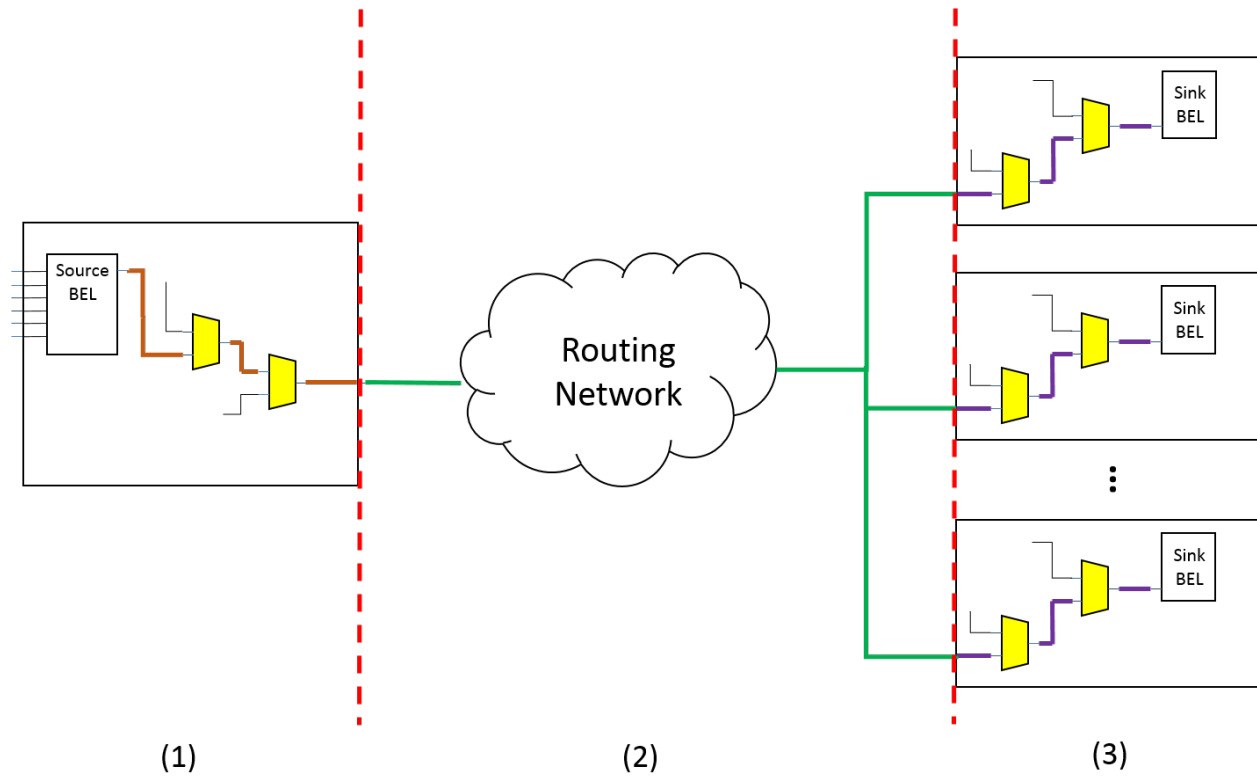 Source
BEL
Routing
Network
Sink
BEL
Sink
BEL
...
Sink
BEL
(1)
(2)
(3)